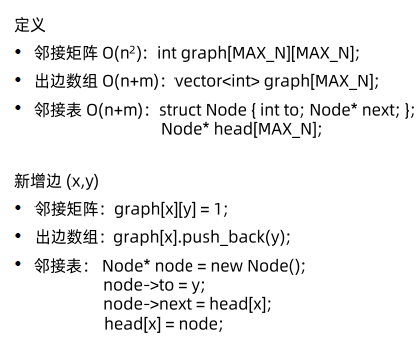 定义
• 邻接矩阵 O(n²)：int graph[MAX_N][MAX_N];
• 出边数组 O(n+m)：vector<int> graph[MAX_N];
• 邻接表 O(n+m)：struct Node { int to; Node* next; };
Node* head[MAX_N];
新增边 (x,y)
• 邻接矩阵：graph[x][y] = 1;
• 出边数组：graph[x].push_back(y);
• 邻接表： Node* node = new Node();
node->to = y;
node->next = head[x];
head[x] = node;